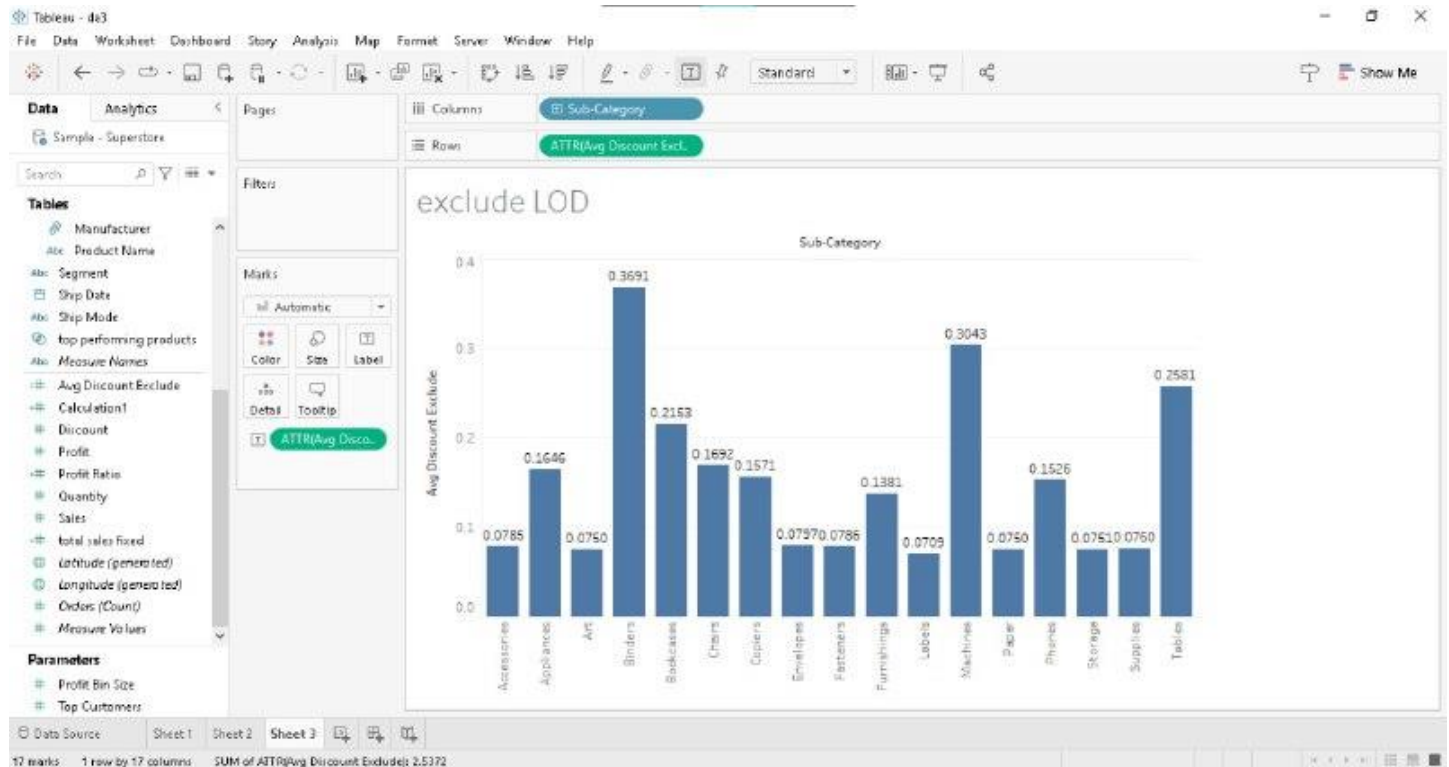 Tableau - da3
File Data Worksheet Dashboard Story Analysis Map Format Server Window Help
Standard
Show Me
Data Analytics
Sample - Superstore
Search
Tables
Manufacturer
Abc Product Name
Abc Segment
Ship Date
Abc Ship Mode
top performing products
Abc Measure Names
Avg Discount Exclude
Calculation1
Discount
Profit
Profit Ratio
Quantity
Sales
total sales fixed
Latitude (generated)
Longitude (generated)
Orders (Count)
Measure Values
Parameters
Profit Bin Size
Top Customers
Pages
Filters
Marks
Automatic
Color Size Label
Detail Tooltip
ATTR(Avg Disco..
Columns Sub-Category
Rows ATTR(Avg Discount Excl..
exclude LOD
Sub-Category
Avg Discount Exclude
0.4
0.3
0.2
0.1
0.0
0.0785
0.1646
0.0750
0.3691
0.2153
0.1692
0.1571
0.0797
0.0786
0.1381
0.0709
0.3043
0.0750
0.1526
0.0751
0.0760
0.2581
Accessories
Appliances
Art
Binders
Bookcases
Chairs
Copiers
Envelopes
Fasteners
Furnishings
Labels
Machines
Paper
Phones
Storage
Supplies
Tables
Data Source Sheet 1 Sheet 2 Sheet 3
17 marks 1 row by 17 columns SUM of ATTR(Avg Discount Exclude): 2.5372